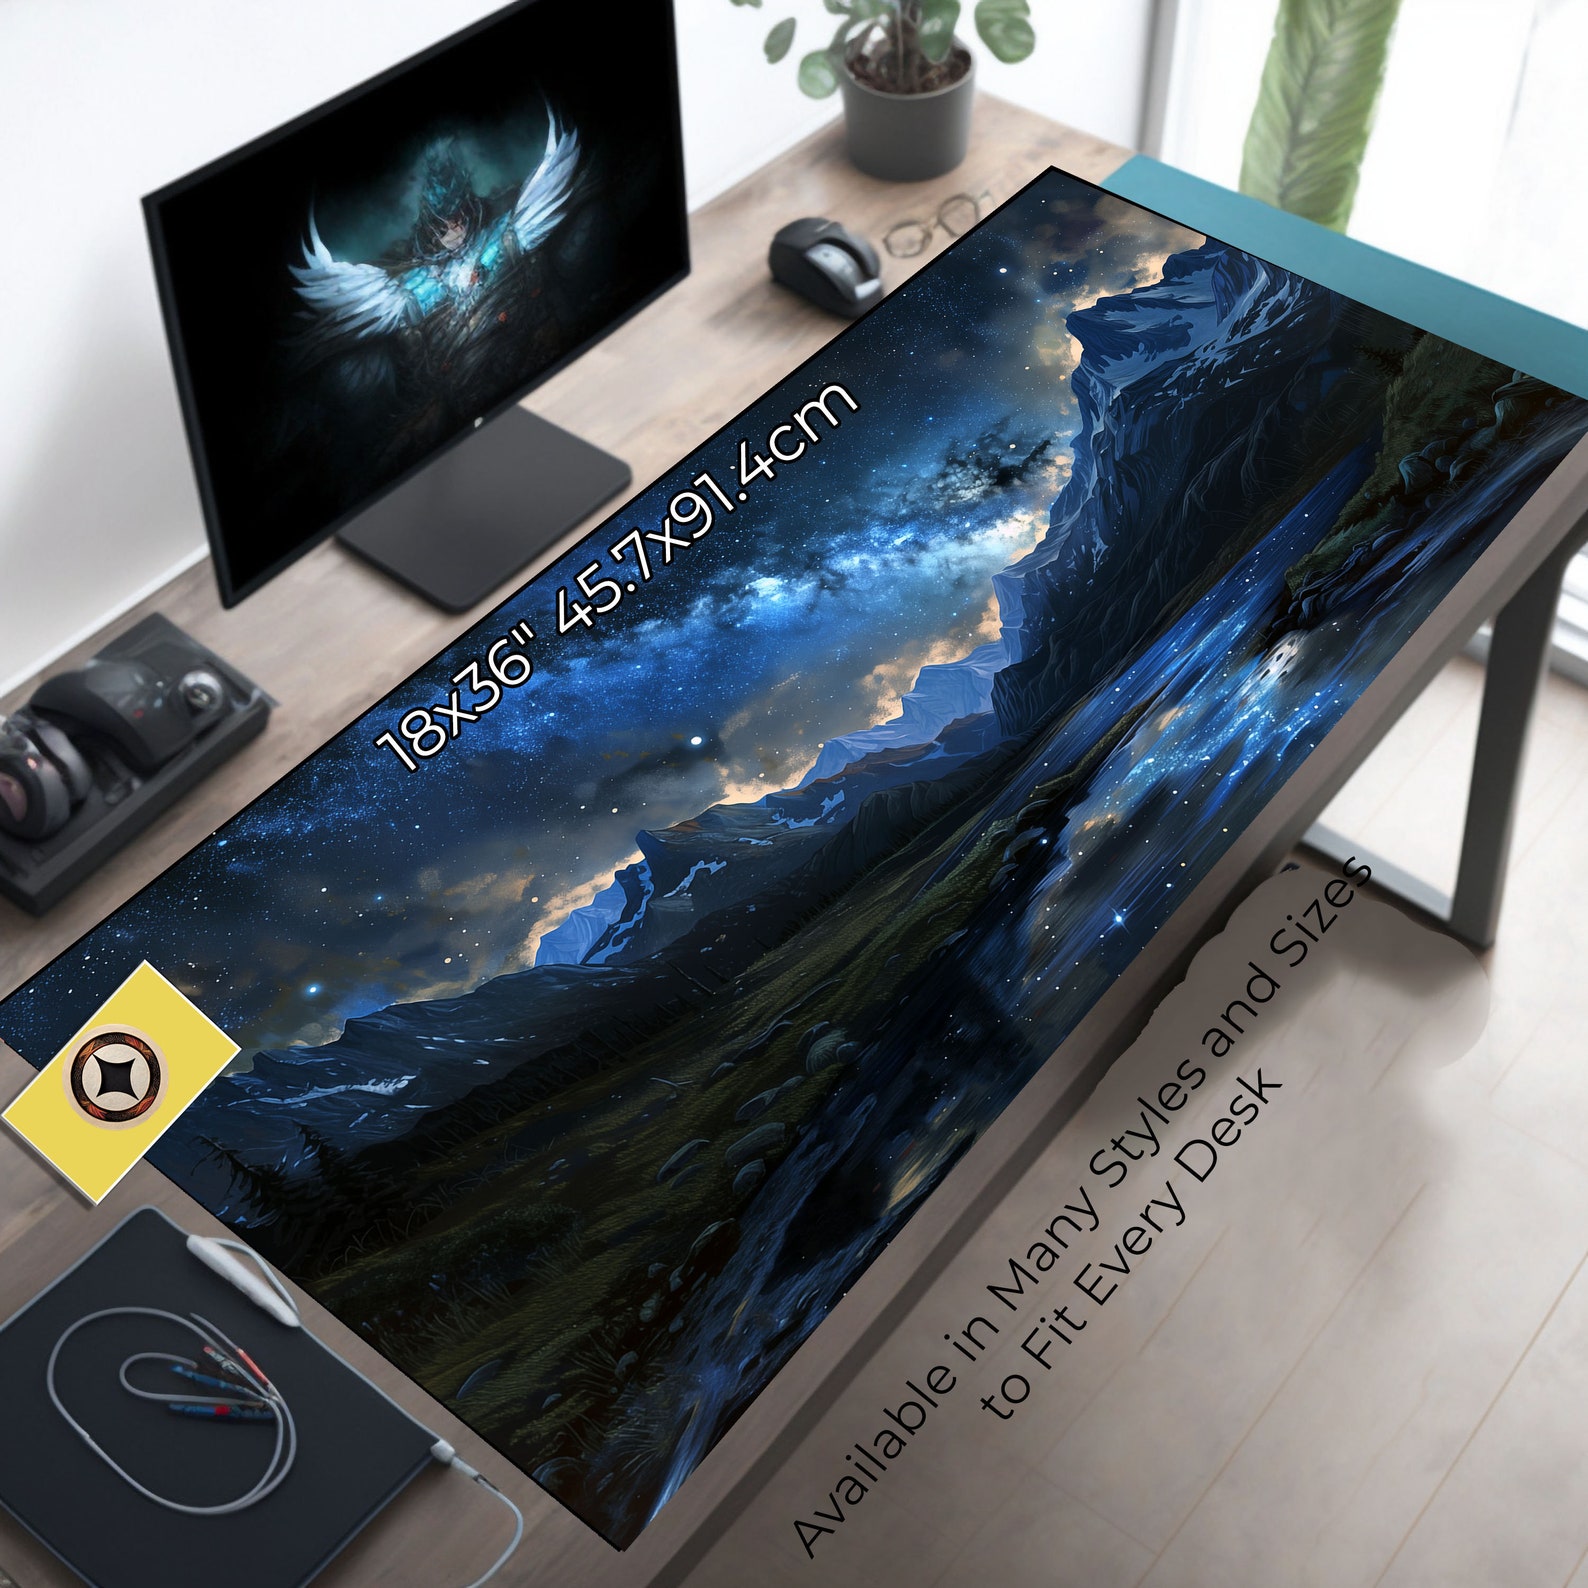 18x36" 45.7x91.4cm
Available in Many Styles and Sizes
to Fit Every Desk